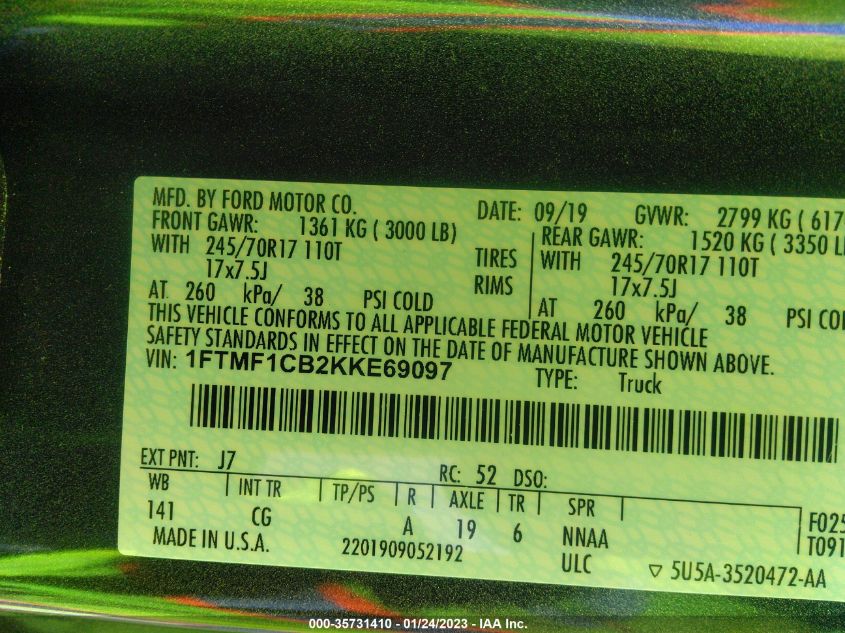 MFD. BY FORD MOTOR CO.
DATE: 09/19 GVWR: 2799 KG ( 617
FRONT GAWR: 1361 KG ( 3000 LB)
REAR GAWR: 1520 KG ( 3350 L
WITH 245/70R17 110T TIRES WITH 245/70R17 110T
17x7.5J RIMS 17x7.5J
AT 260 kPa/ 38 PSI COLD AT 260 kPa/ 38 PSI CO
THIS VEHICLE CONFORMS TO ALL APPLICABLE FEDERAL MOTOR VEHICLE
SAFETY STANDARDS IN EFFECT ON THE DATE OF MANUFACTURE SHOWN ABOVE.
VIN: 1FTMF1CB2KKE69097 TYPE: Truck
EXT PNT: J7 RC: 52 DSO:
WB INT TR TP/PS R AXLE TR SPR
141 CG A 19 6 NNAA F025
MADE IN U.S.A. 2201909052192 ULC T091
▽ 5U5A-3520472-AA
000-35731410 - 01/24/2023 - IAA Inc.